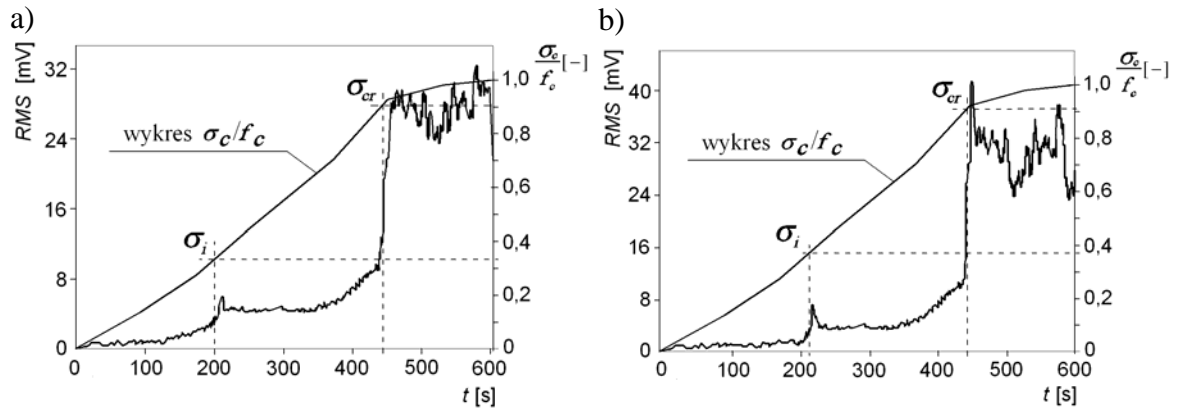 a)
RMS [mV]
32
24
16
8
0
0 100 200 300 400 500 600
t [s]
σc/fc [–]
1,0
0,8
0,6
0,4
0,2
0
σcr
wykres σc/fc
σi
b)
RMS [mV]
40
32
24
16
8
0
0 100 200 300 400 500 600
t [s]
σc/fc [–]
1,0
0,8
0,6
0,4
0,2
0
σcr
wykres σc/fc
σi